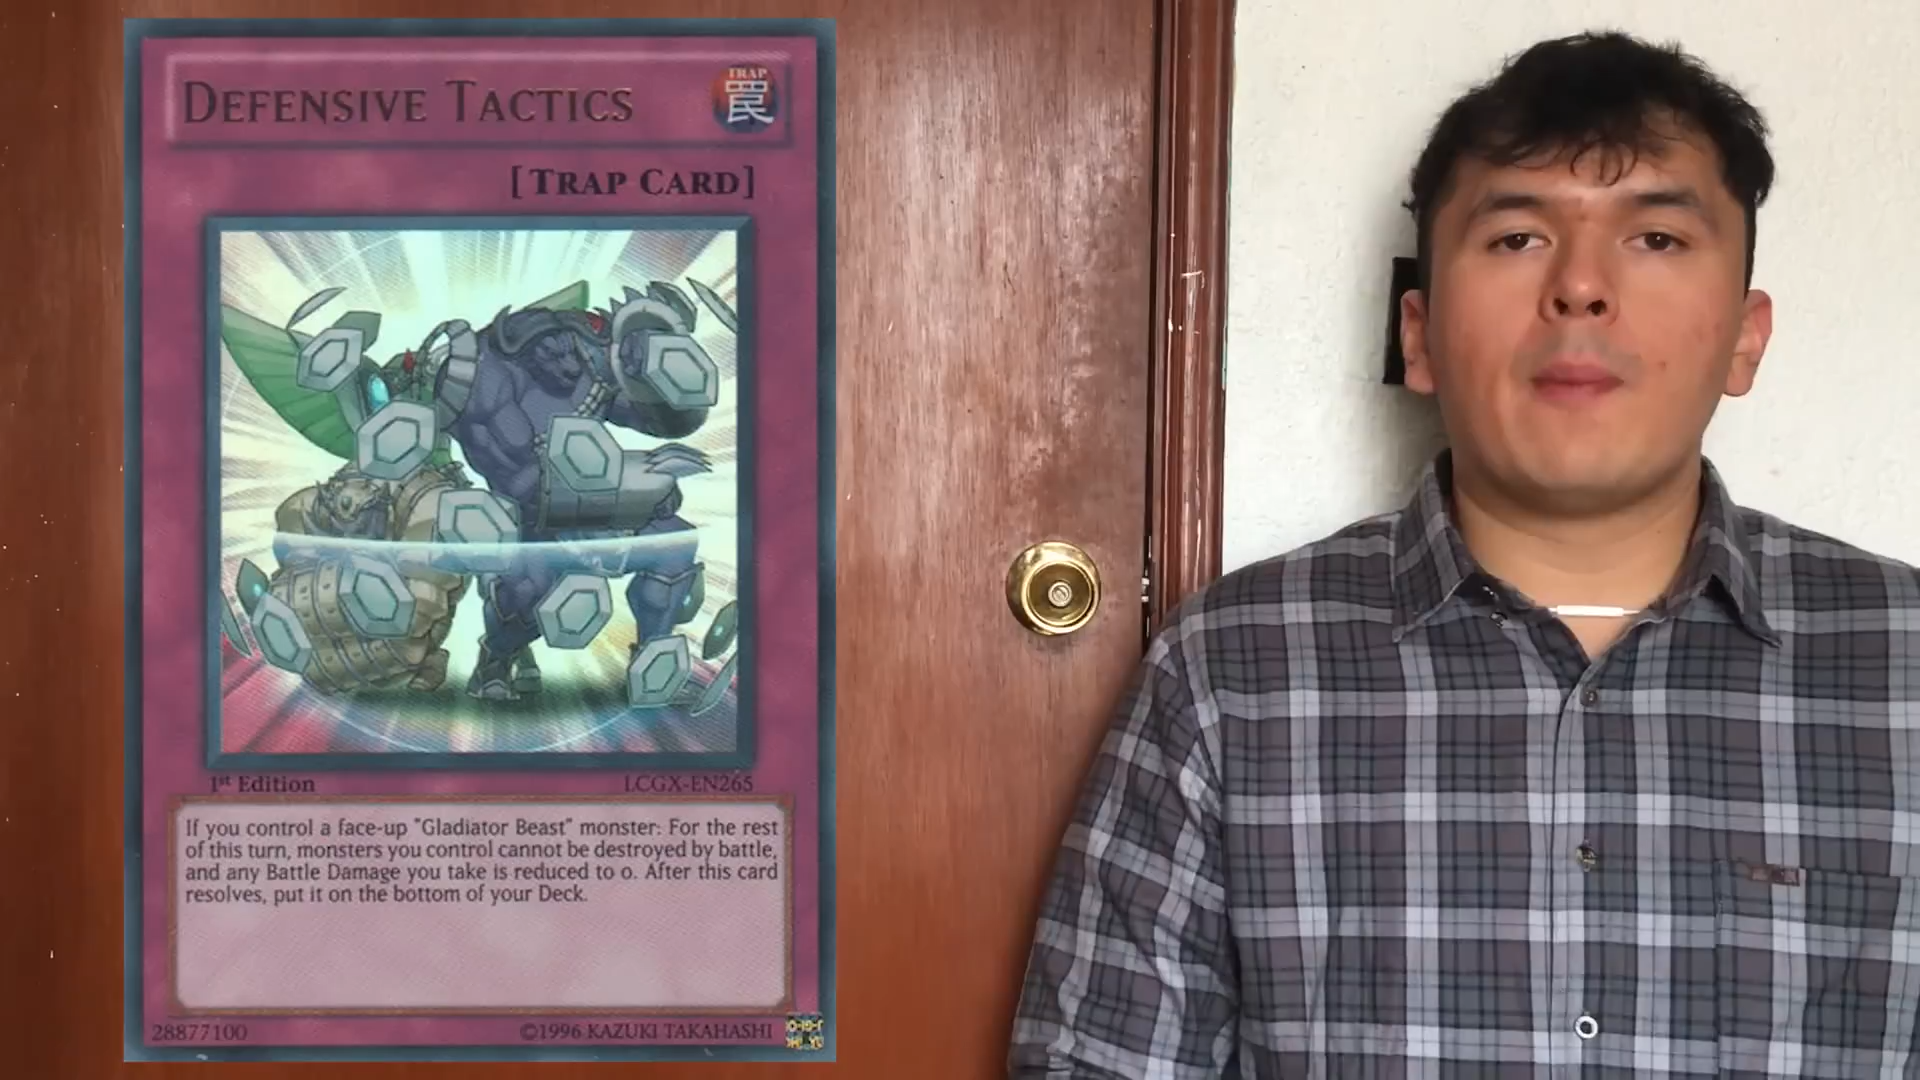 DEFENSIVE TACTICS
TRAP
罠
[TRAP CARD]
1st Edition
LCGX-EN265
If you control a face-up "Gladiator Beast" monster: For the rest
of this turn, monsters you control cannot be destroyed by battle,
and any Battle Damage you take is reduced to 0. After this card
resolves, put it on the bottom of your Deck.
28877100
©1996 KAZUKI TAKAHASHI